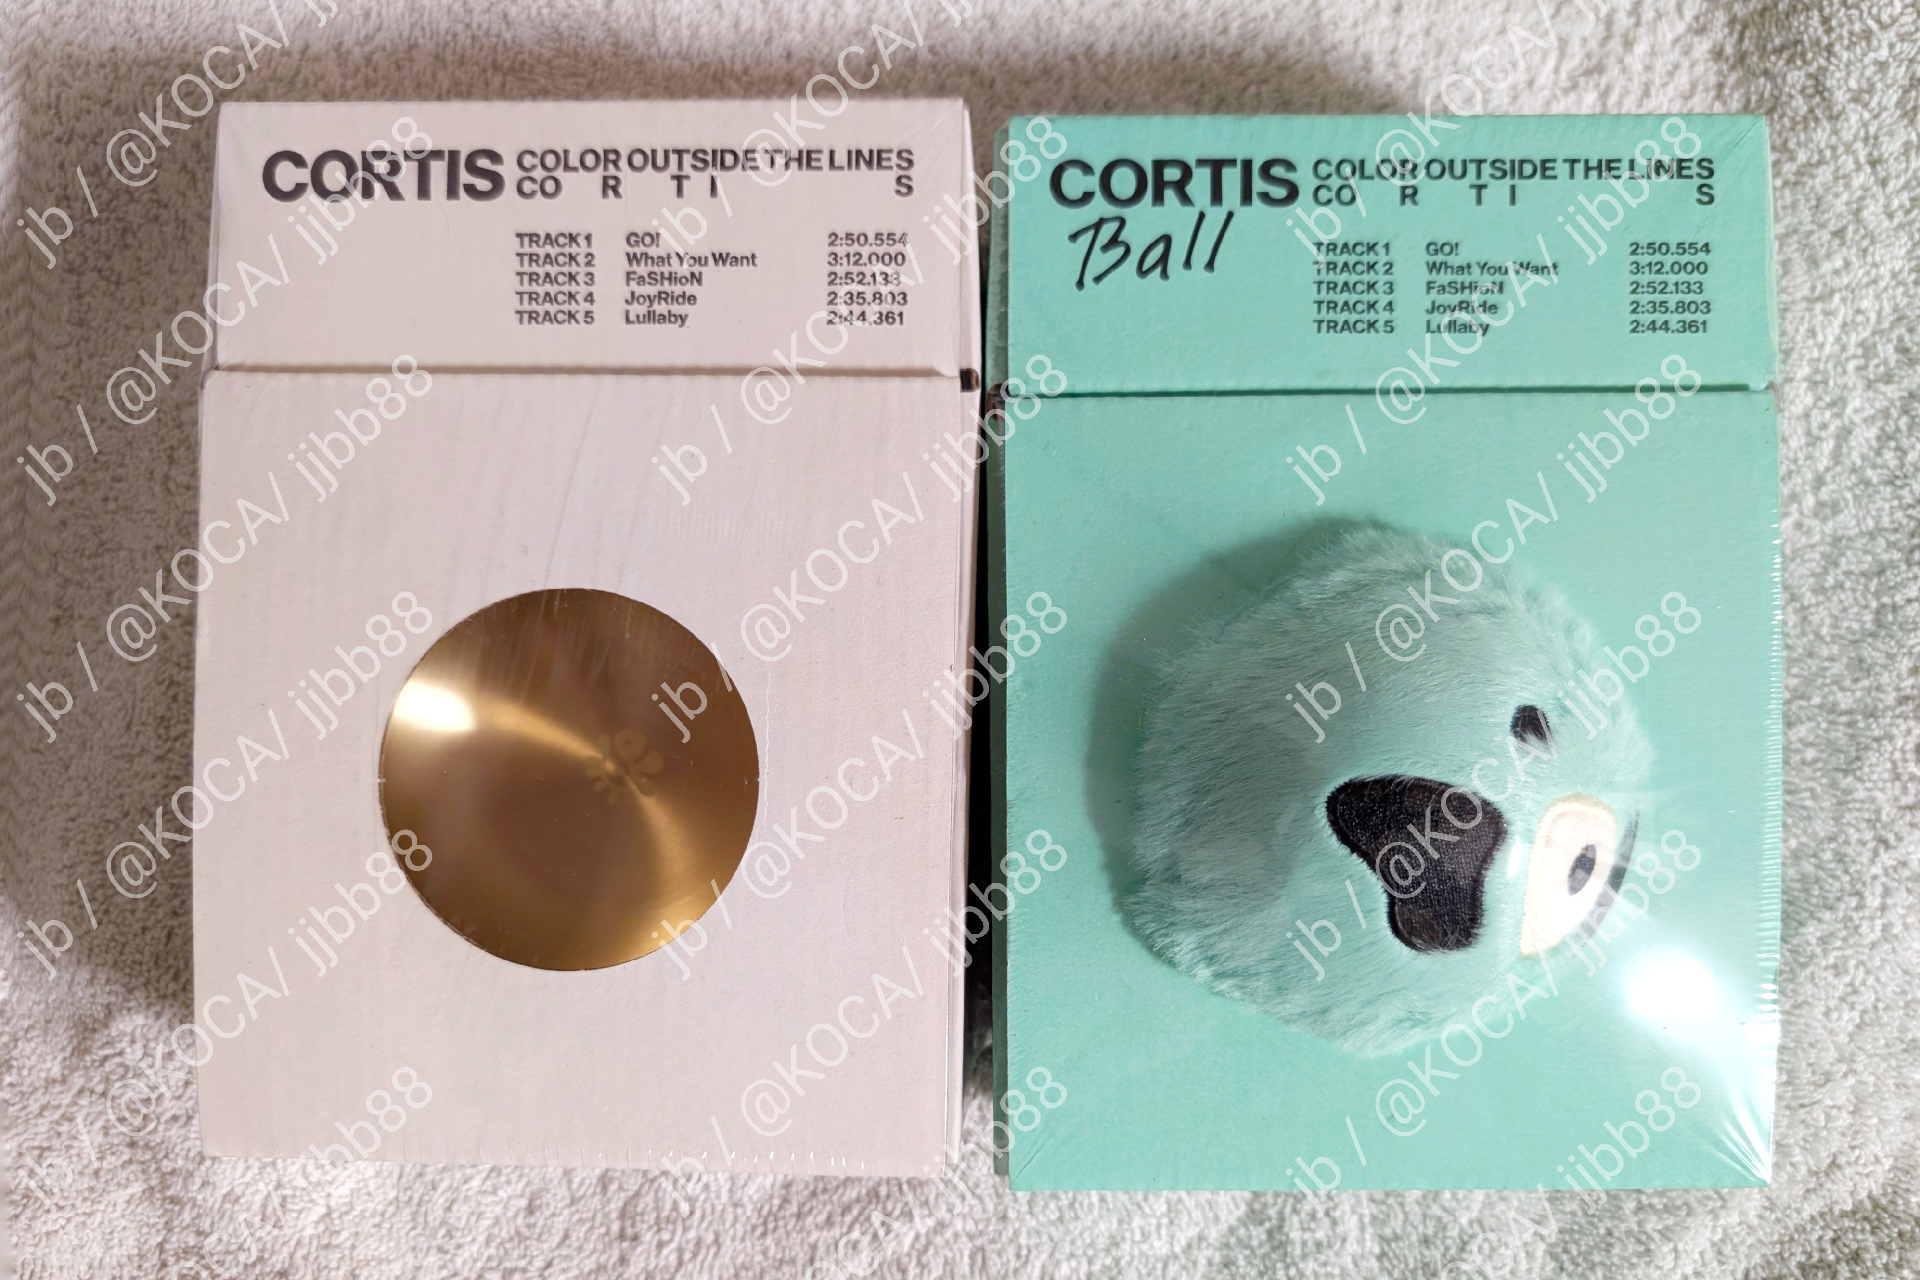 CORTIS COLOR OUTSIDE THE LINES
CO R T I S
TRACK 1 GO! 2:50.554
TRACK 2 What You Want 3:12.000
TRACK 3 FaSHioN 2:52.133
TRACK 4 JoyRide 2:35.803
TRACK 5 Lullaby 2:44.361
CORTIS COLOR OUTSIDE THE LINES
CO R T I S
Ball
TRACK 1 GO! 2:50.554
TRACK 2 What You Want 3:12.000
TRACK 3 FaSHioN 2:52.133
TRACK 4 JoyRide 2:35.803
TRACK 5 Lullaby 2:44.361
jb / @KOCA/ jjbb88